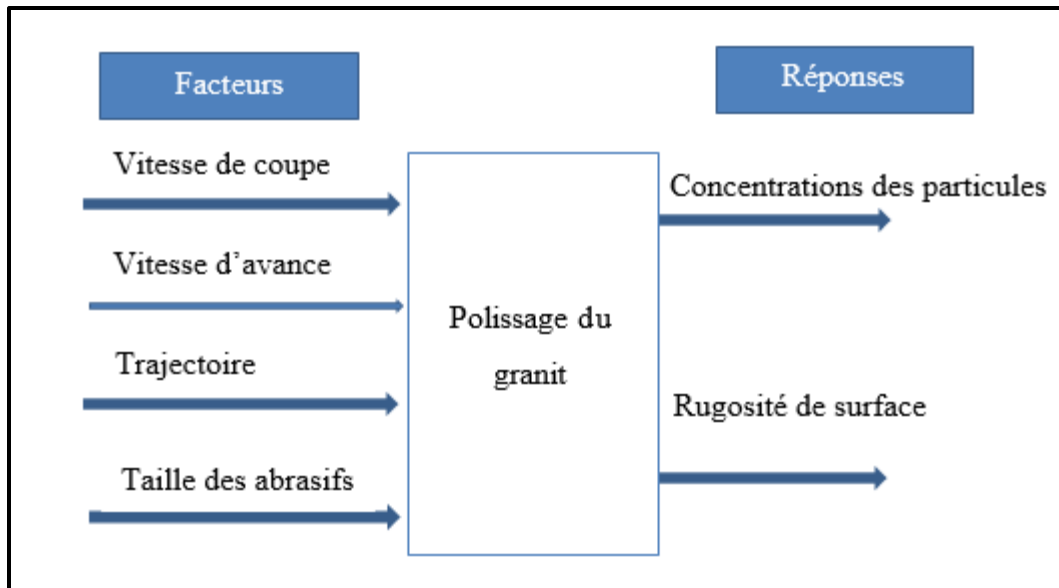 Facteurs
Réponses
Vitesse de coupe
Vitesse d'avance
Trajectoire
Taille des abrasifs
Polissage du
granit
Concentrations des particules
Rugosité de surface